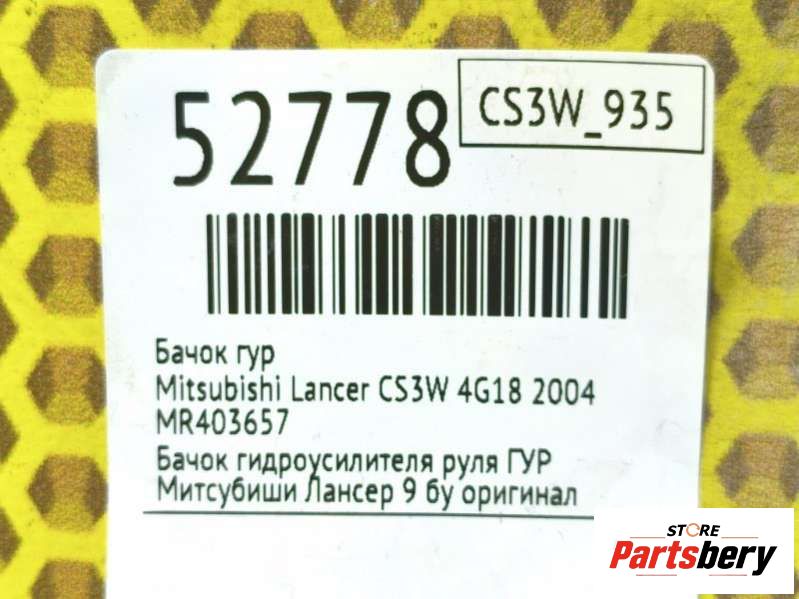 52778
CS3W_935
Бачок гур
Mitsubishi Lancer CS3W 4G18 2004
MR403657
Бачок гидроусилителя руля ГУР
Митсубиши Лансер 9 бу оригинал
STORE
Partsbery